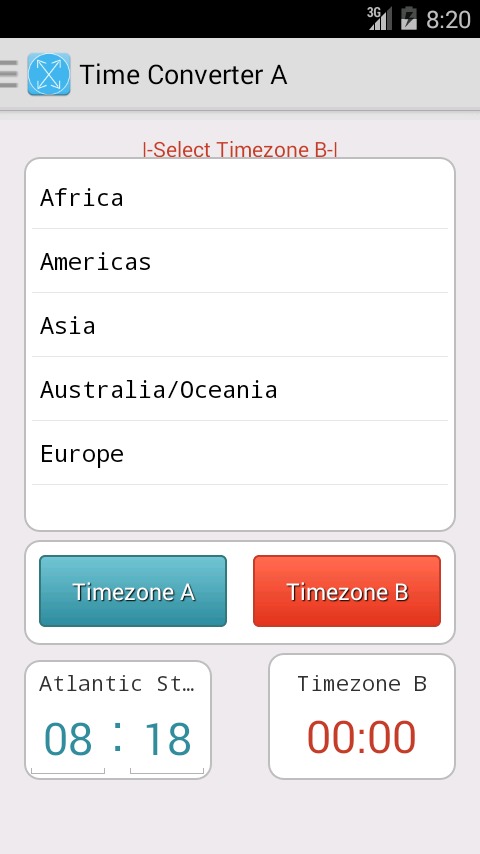 3G 8:20
Time Converter A
|-Select Timezone B-|
Africa
Americas
Asia
Australia/Oceania
Europe
Timezone A Timezone B
Atlantic St… Timezone B
08 : 18 00:00